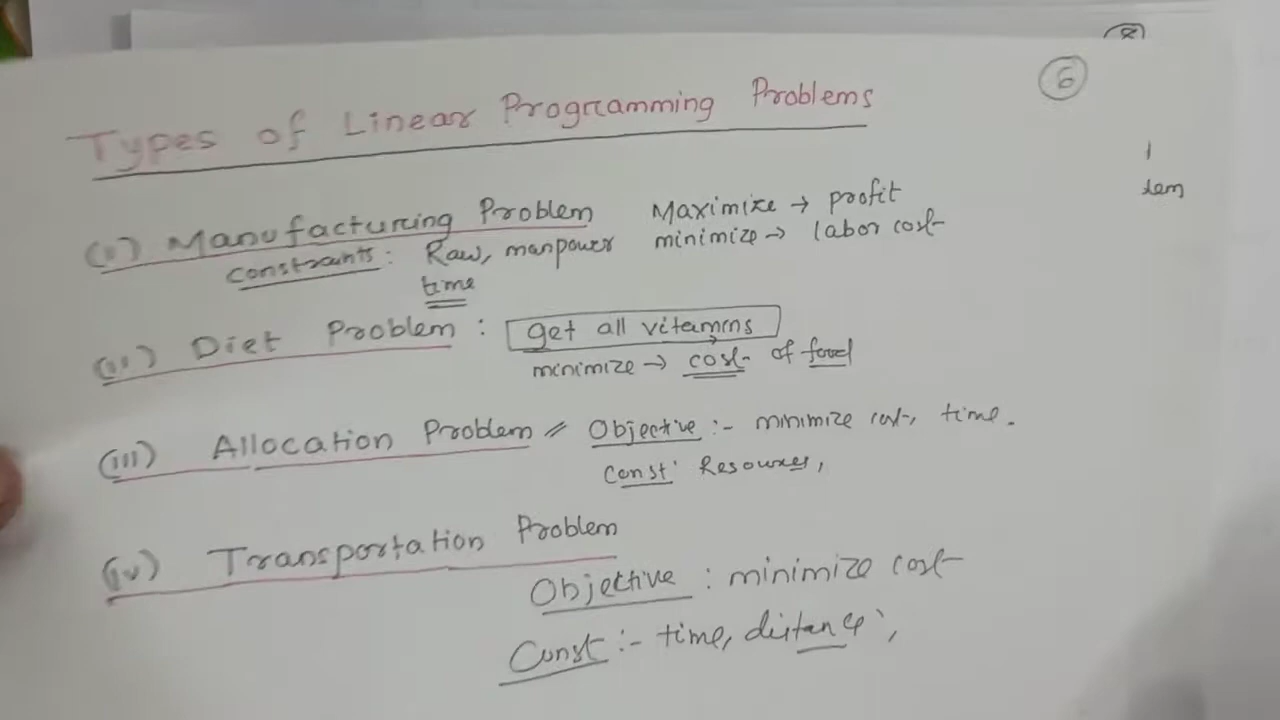 6
Types of Linear Programming Problems
(i) Manufacturing Problem Maximize → profit
minimize → labor cost
Constraints: Raw, manpower
time
(ii) Diet Problem : get all vitamins
minimize → cost of food
(iii) Allocation Problem Objective :- minimize cost, time.
Const: Resources,
(iv) Transportation Problem
Objective : minimize cost
Const :- time, distance,
lem